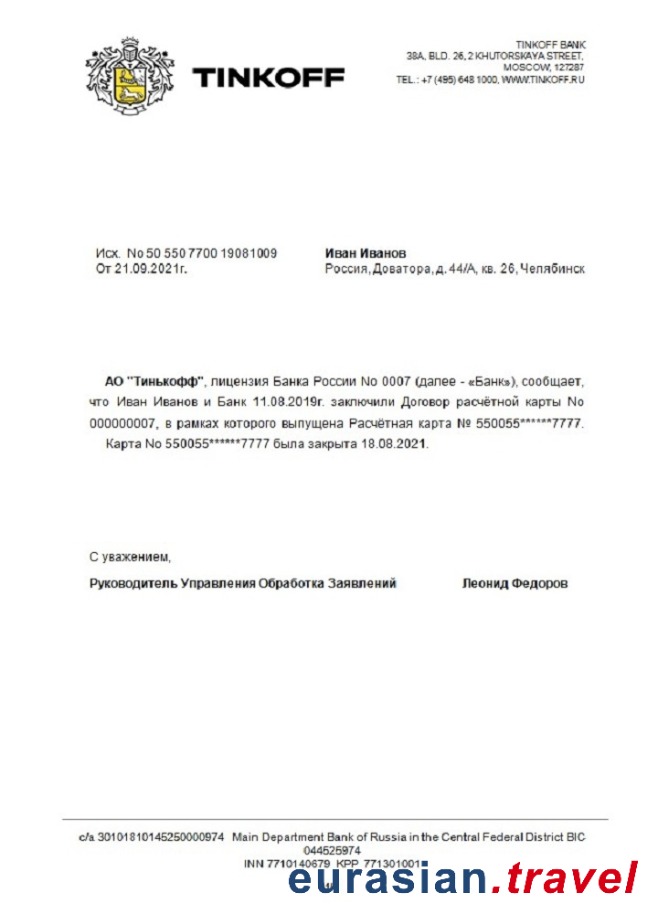 TINKOFF
TINKOFF BANK
38A, BLD. 26, 2 KHUTORSKAYA STREET,
MOSCOW, 127287
TEL.: +7 (495) 648 1000, WWW.TINKOFF.RU
Исх. No 50 550 7700 19081009
От 21.09.2021г.
Иван Иванов
Россия, Доватора, д. 44/А, кв. 26, Челябинск
АО "Тинькофф", лицензия Банка России No 0007 (далее - «Банк»), сообщает,
что Иван Иванов и Банк 11.08.2019г. заключили Договор расчётной карты No
000000007, в рамках которого выпущена Расчётная карта № 550055******7777.
Карта No 550055******7777 была закрыта 18.08.2021.
С уважением,
Руководитель Управления Обработка Заявлений Леонид Федоров
c/a 30101810145250000974 Main Department Bank of Russia in the Central Federal District BIC
044525974
INN 7710140679 KPP 771301001
eurasian.travel